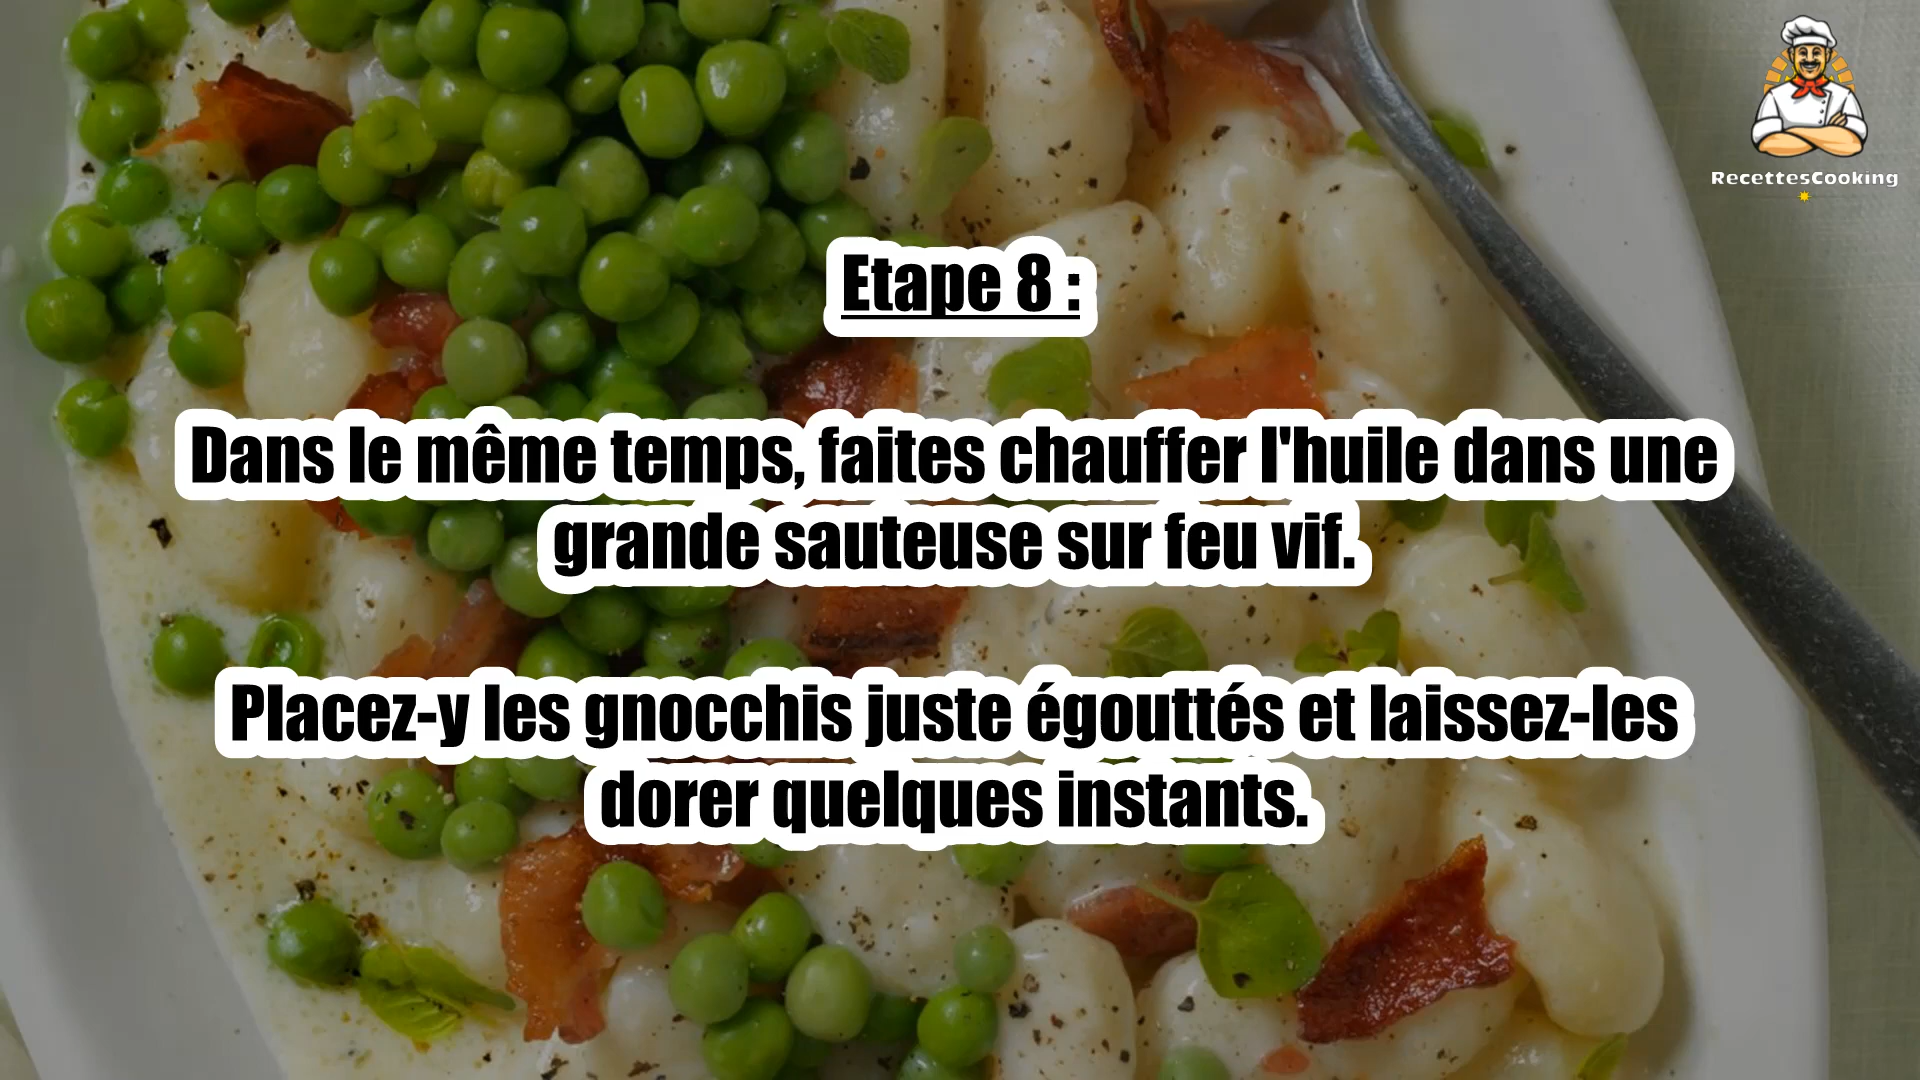 RecettesCooking
Etape 8 :
Dans le même temps, faites chauffer l'huile dans une
grande sauteuse sur feu vif.
Placez-y les gnocchis juste égouttés et laissez-les
dorer quelques instants.